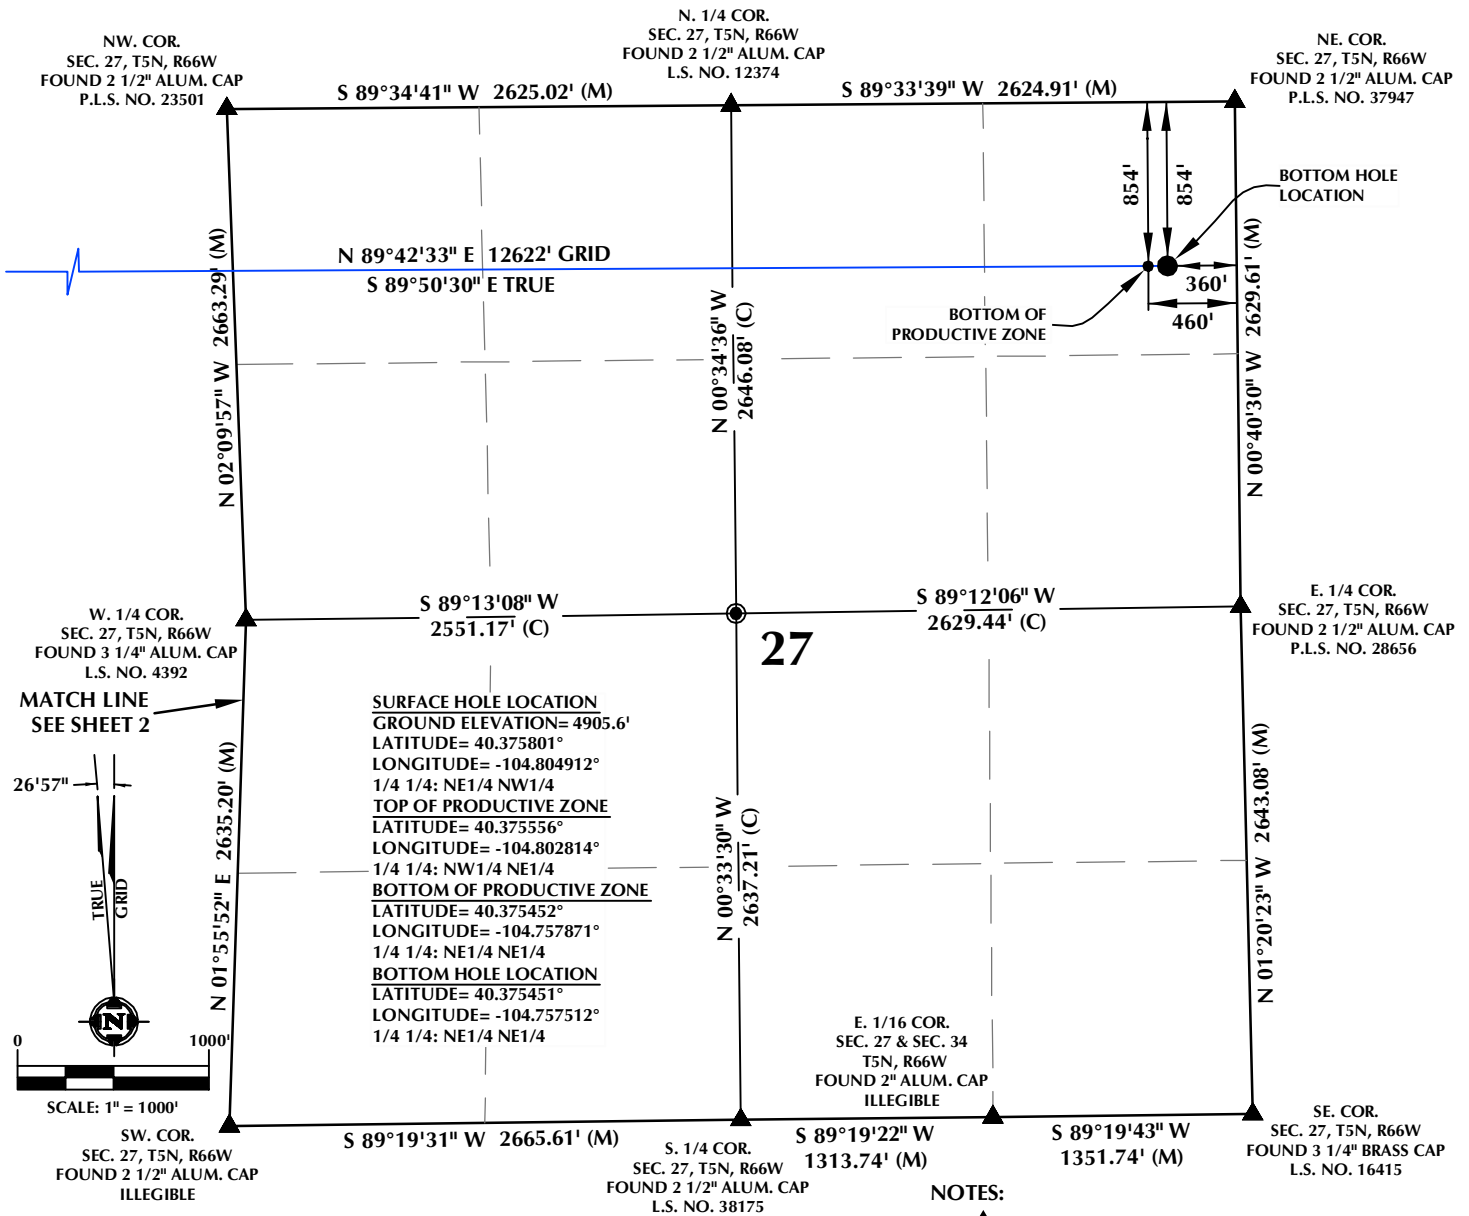 N. 1/4 COR.
SEC. 27, T5N, R66W
FOUND 2 1/2" ALUM. CAP
L.S. NO. 12374
NW. COR.
SEC. 27, T5N, R66W
FOUND 2 1/2" ALUM. CAP
P.L.S. NO. 23501
NE. COR.
SEC. 27, T5N, R66W
FOUND 2 1/2" ALUM. CAP
P.L.S. NO. 37947
S 89°34'41" W 2625.02' (M)
S 89°33'39" W 2624.91' (M)
854'
854'
BOTTOM HOLE
LOCATION
N 89°42'33" E 12622' GRID
S 89°50'30" E TRUE
360'
460'
BOTTOM OF
PRODUCTIVE ZONE
N 02°09'57" W 2663.29' (M)
N 00°34'36" W
2646.08' (C)
N 00°40'30" W 2629.61' (M)
W. 1/4 COR.
SEC. 27, T5N, R66W
FOUND 3 1/4" ALUM. CAP
L.S. NO. 4392
S 89°13'08" W
2551.17' (C)
S 89°12'06" W
2629.44' (C)
27
E. 1/4 COR.
SEC. 27, T5N, R66W
FOUND 2 1/2" ALUM. CAP
P.L.S. NO. 28656
MATCH LINE
SEE SHEET 2
SURFACE HOLE LOCATION
GROUND ELEVATION= 4905.6'
LATITUDE= 40.375801°
LONGITUDE= -104.804912°
1/4 1/4: NE1/4 NW1/4
TOP OF PRODUCTIVE ZONE
LATITUDE= 40.375556°
LONGITUDE= -104.802814°
1/4 1/4: NW1/4 NE1/4
BOTTOM OF PRODUCTIVE ZONE
LATITUDE= 40.375452°
LONGITUDE= -104.757871°
1/4 1/4: NE1/4 NE1/4
BOTTOM HOLE LOCATION
LATITUDE= 40.375451°
LONGITUDE= -104.757512°
1/4 1/4: NE1/4 NE1/4
26'57"
TRUE
GRID
N
N 01°55'52" E 2635.20' (M)
N 00°33'30" W
2637.21' (C)
N 01°20'23" W 2643.08' (M)
0 1000'
SCALE: 1" = 1000'
E. 1/16 COR.
SEC. 27 & SEC. 34
T5N, R66W
FOUND 2" ALUM. CAP
ILLEGIBLE
SW. COR.
SEC. 27, T5N, R66W
FOUND 2 1/2" ALUM. CAP
ILLEGIBLE
S 89°19'31" W 2665.61' (M)
S. 1/4 COR.
SEC. 27, T5N, R66W
FOUND 2 1/2" ALUM. CAP
L.S. NO. 38175
S 89°19'22" W
1313.74' (M)
S 89°19'43" W
1351.74' (M)
SE. COR.
SEC. 27, T5N, R66W
FOUND 3 1/4" BRASS CAP
L.S. NO. 16415
NOTES: